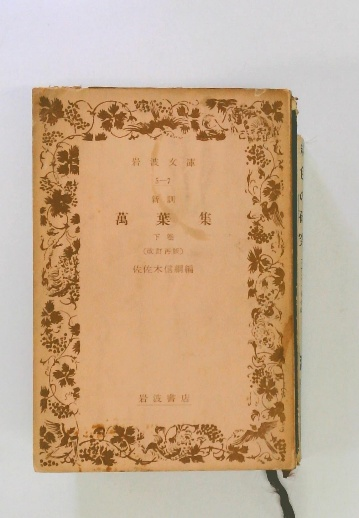 岩波文庫
5—7
新訓
萬葉集
下巻
(改訂再版)
佐佐木信綱編
岩波書店